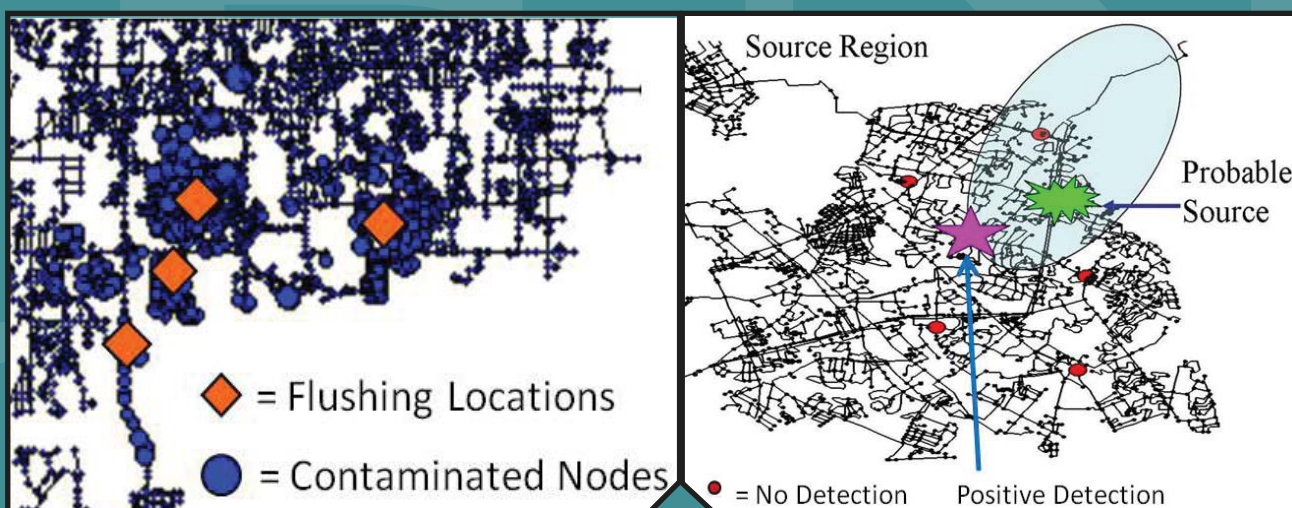 = Flushing Locations
= Contaminated Nodes
Source Region
Probable
Source
= No Detection
Positive Detection